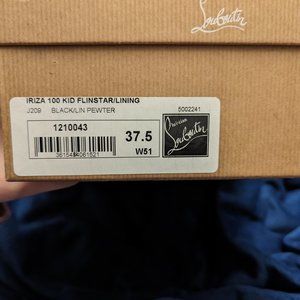 Louboutin
IRIZA 100 KID FLINSTAR/LINING
J209 BLACK/LIN PEWTER 5002241
1210043
37.5
W51
Christian
Louboutin